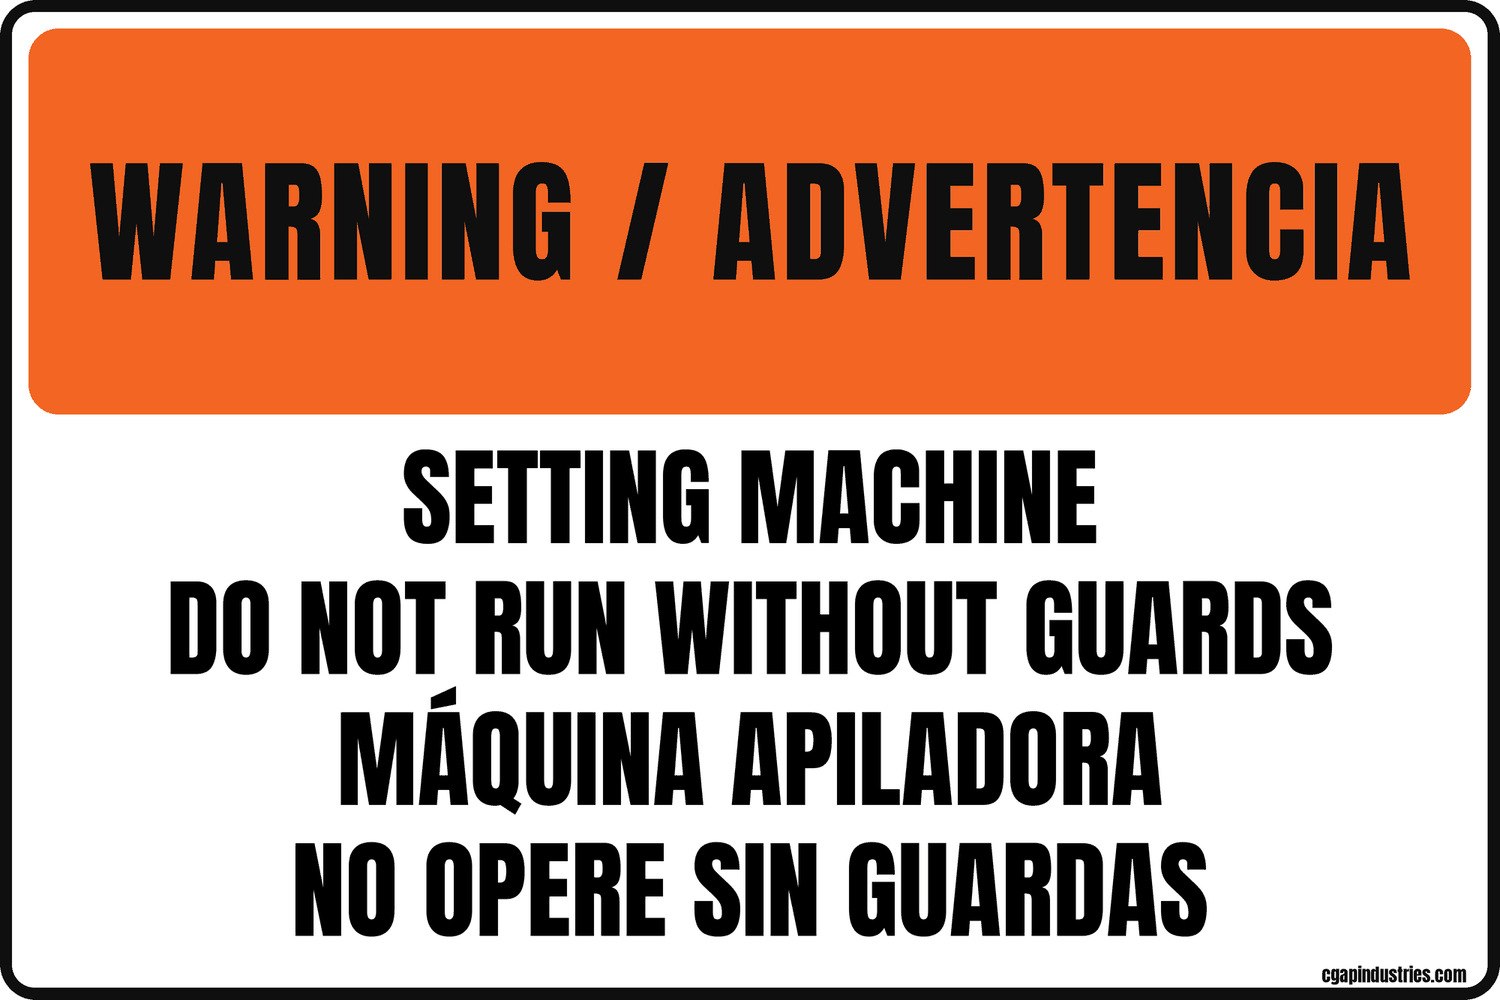 WARNING / ADVERTENCIA
SETTING MACHINE
DO NOT RUN WITHOUT GUARDS
MÁQUINA APILADORA
NO OPERE SIN GUARDAS
cgapindustries.com